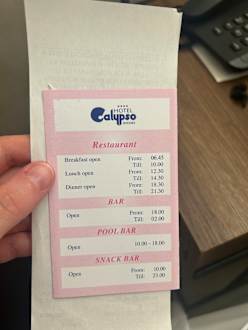 HOTEL
Calypso
Restaurant
Breakfast open From: 06.45
Till: 10.00
Lunch open From: 12.30
Till: 14.30
Dinner open From: 18.30
Till: 21.30
BAR
Open From: 18.00
Till: 02.00
POOL BAR
Open 10.00 - 18.00
SNACK BAR
Open From: 10.00
Till: 23.00